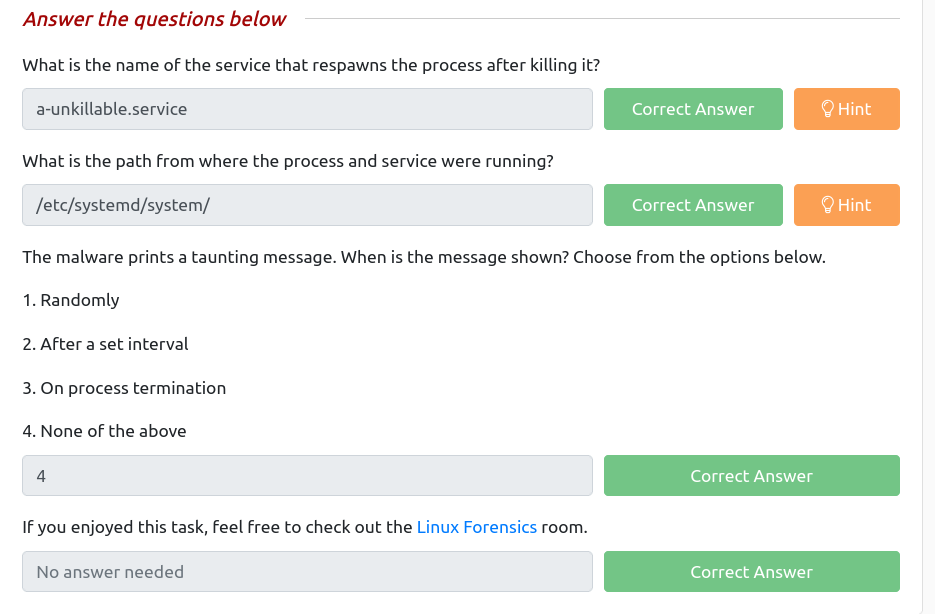 Answer the questions below
What is the name of the service that respawns the process after killing it?
a-unkillable.service Correct Answer Hint
What is the path from where the process and service were running?
/etc/systemd/system/ Correct Answer Hint
The malware prints a taunting message. When is the message shown? Choose from the options below.
1. Randomly
2. After a set interval
3. On process termination
4. None of the above
4 Correct Answer
If you enjoyed this task, feel free to check out the Linux Forensics room.
No answer needed Correct Answer